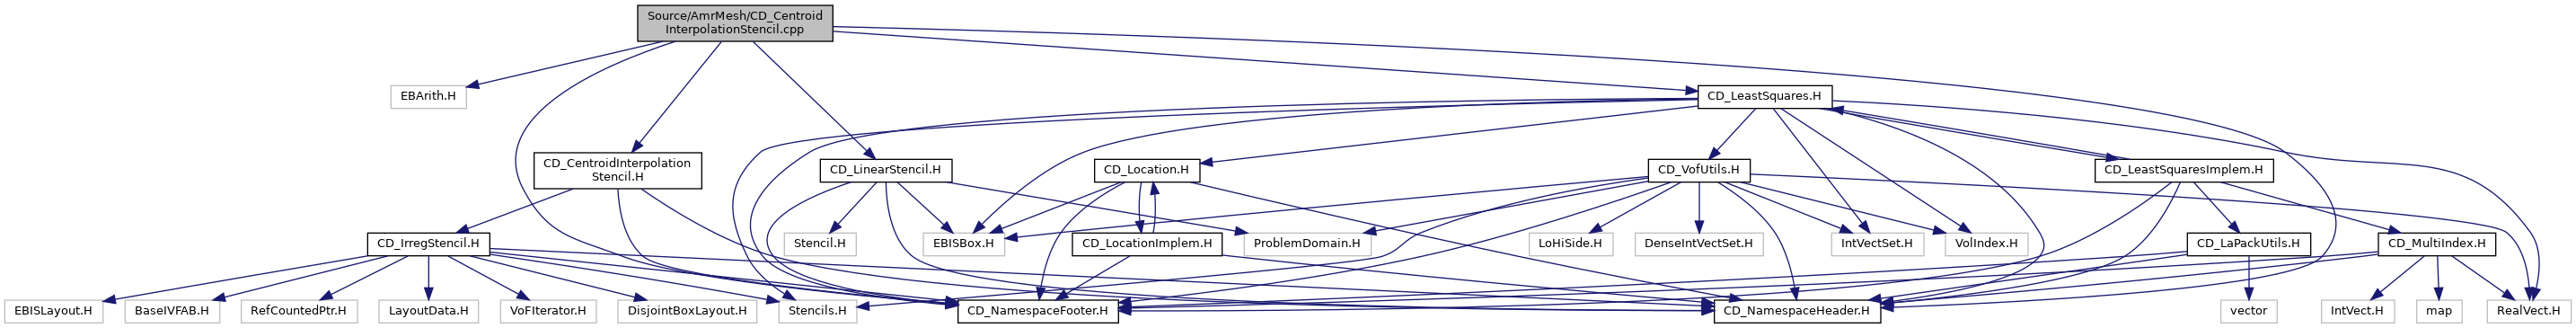 Source/AmrMesh/CD_Centroid
InterpolationStencil.cpp
EBArith.H
CD_LeastSquares.H
CD_CentroidInterpolation
Stencil.H
CD_LinearStencil.H
CD_Location.H
CD_VofUtils.H
CD_LeastSquaresImplem.H
CD_IrregStencil.H
Stencil.H
EBISBox.H
CD_LocationImplem.H
ProblemDomain.H
LoHiSide.H
DenseIntVectSet.H
IntVectSet.H
VolIndex.H
CD_LaPackUtils.H
CD_MultiIndex.H
EBISLayout.H
BaseIVFAB.H
RefCountedPtr.H
LayoutData.H
VoFIterator.H
DisjointBoxLayout.H
Stencils.H
CD_NamespaceFooter.H
CD_NamespaceHeader.H
vector
IntVect.H
map
RealVect.H